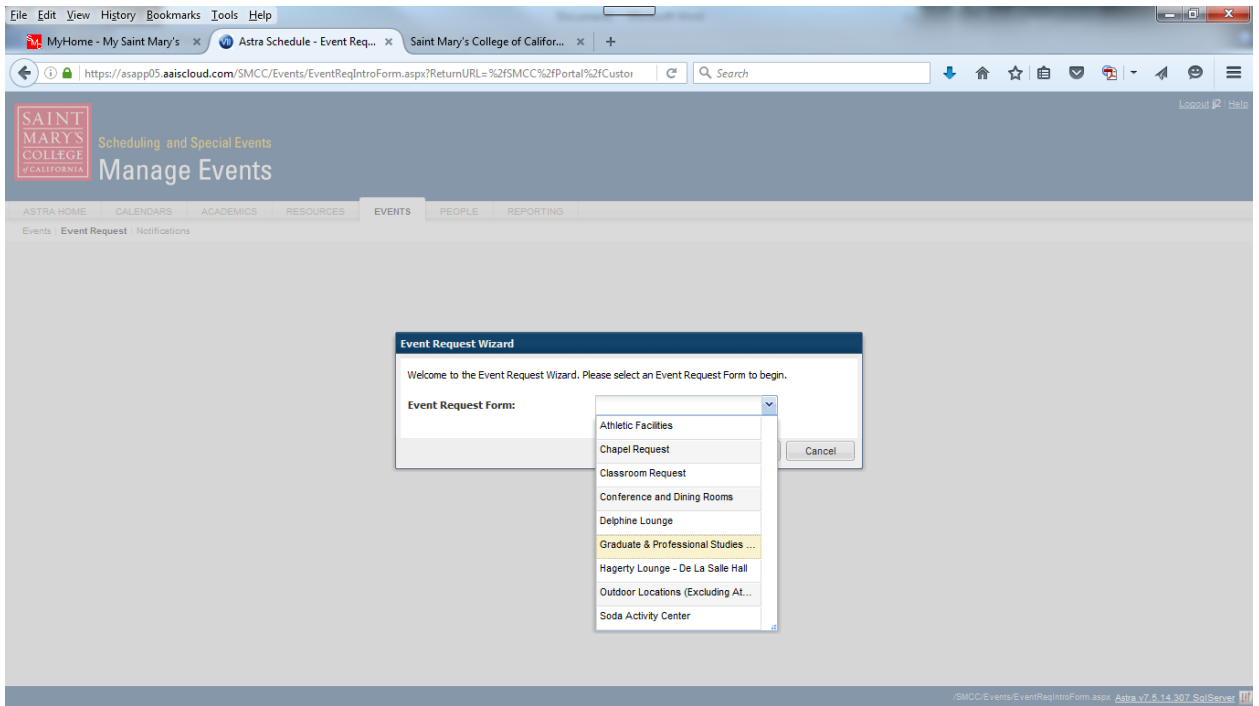 File Edit View History Bookmarks Tools Help
MyHome - My Saint Mary's × Astra Schedule - Event Req... × Saint Mary's College of Califor... × +
https://asapp05.aaiscloud.com/SMCC/Events/EventReqIntroForm.aspx?ReturnURL=%2fSMCC%2fPortal%2fCustor Search
Logout Help
SAINT
MARY'S
COLLEGE
of CALIFORNIA
Scheduling and Special Events
Manage Events
ASTRA HOME CALENDARS ACADEMICS RESOURCES EVENTS PEOPLE REPORTING
Events Event Request Notifications
Event Request Wizard
Welcome to the Event Request Wizard. Please select an Event Request Form to begin.
Event Request Form:
Athletic Facilities
Chapel Request
Cancel
Classroom Request
Conference and Dining Rooms
Delphine Lounge
Graduate & Professional Studies ...
Hagerty Lounge - De La Salle Hall
Outdoor Locations (Excluding At...
Soda Activity Center
/SMCC/Events/EventReqIntroForm.aspx Astra v7.5.14.307 SqlServer